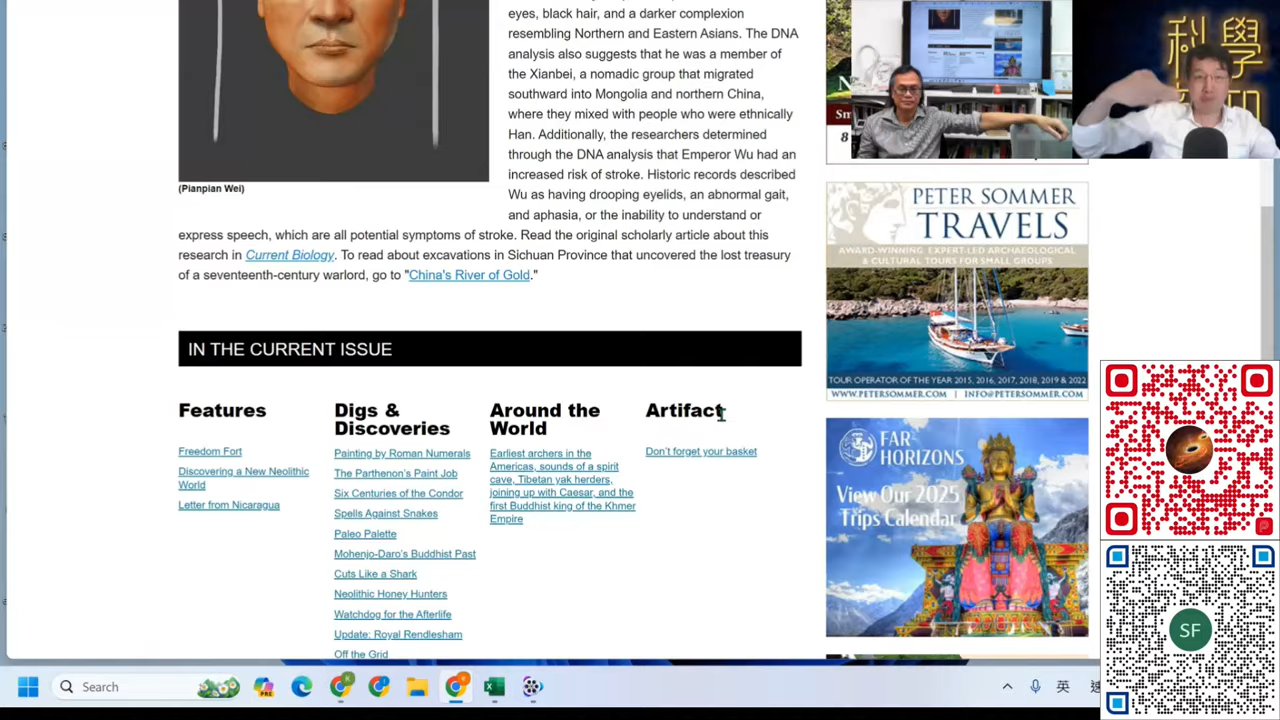 eyes, black hair, and a darker complexion
resembling Northern and Eastern Asians. The DNA
analysis also suggests that he was a member of
the Xianbei, a nomadic group that migrated
southward into Mongolia and northern China,
where they mixed with people who were ethnically
Han. Additionally, the researchers determined
through the DNA analysis that Emperor Wu had an
increased risk of stroke. Historic records described
Wu as having drooping eyelids, an abnormal gait,
and aphasia, or the inability to understand or
(Pianpian Wei)
express speech, which are all potential symptoms of stroke. Read the original scholarly article about this
research in Current Biology. To read about excavations in Sichuan Province that uncovered the lost treasury
of a seventeenth-century warlord, go to "China's River of Gold."
IN THE CURRENT ISSUE
Features
Freedom Fort
Discovering a New Neolithic
World
Letter from Nicaragua
Digs &
Discoveries
Painting by Roman Numerals
The Parthenon's Paint Job
Six Centuries of the Condor
Spells Against Snakes
Paleo Palette
Mohenjo-Daro's Buddhist Past
Cuts Like a Shark
Neolithic Honey Hunters
Watchdog for the Afterlife
Update: Royal Rendlesham
Off the Grid
Around the
World
Earliest archers in the
Americas, sounds of a spirit
cave, Tibetan yak herders,
joining up with Caesar, and the
first Buddhist king of the Khmer
Empire
Artifact
Don't forget your basket
科學
PETER SOMMER
TRAVELS
AWARD-WINNING EXPERT-LED ARCHAEOLOGICAL
& CULTURAL TOURS FOR SMALL GROUPS
TOUR OPERATOR OF THE YEAR 2015, 2016, 2017, 2018, 2019 & 2022
WWW.PETERSOMMER.COM | INFO@PETERSOMMER.COM
FAR
HORIZONS
View Our 2025
Trips Calendar
SF
Search
英